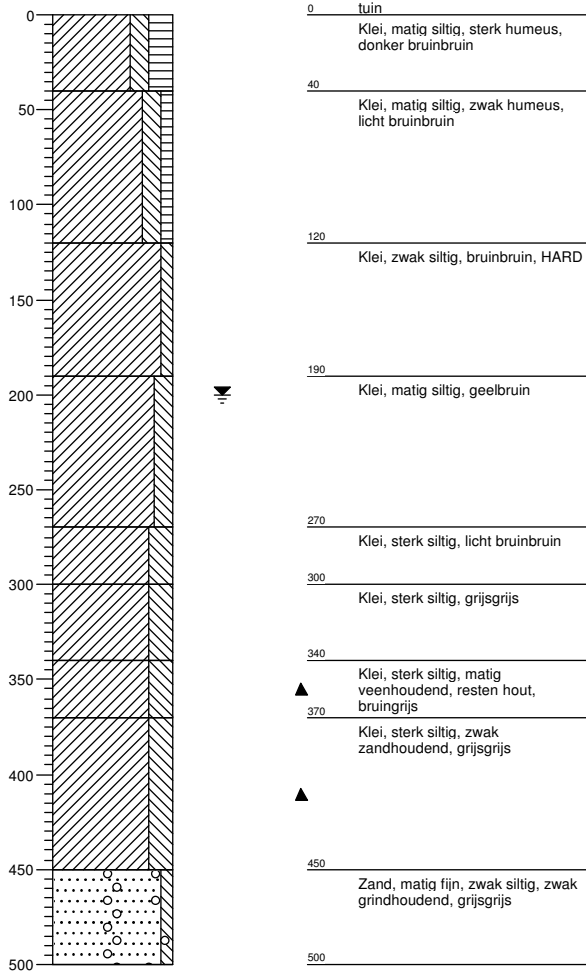 0
50
100
150
200
250
300
350
400
450
500
0 tuin
Klei, matig siltig, sterk humeus,
donker bruinbruin
40
Klei, matig siltig, zwak humeus,
licht bruinbruin
120
Klei, zwak siltig, bruinbruin, HARD
190
Klei, matig siltig, geelbruin
270
Klei, sterk siltig, licht bruinbruin
300
Klei, sterk siltig, grijsgrijs
340
Klei, sterk siltig, matig
veenhoudend, resten hout,
bruingrijs
370
Klei, sterk siltig, zwak
zandhoudend, grijsgrijs
450
Zand, matig fijn, zwak siltig, zwak
grindhoudend, grijsgrijs
500